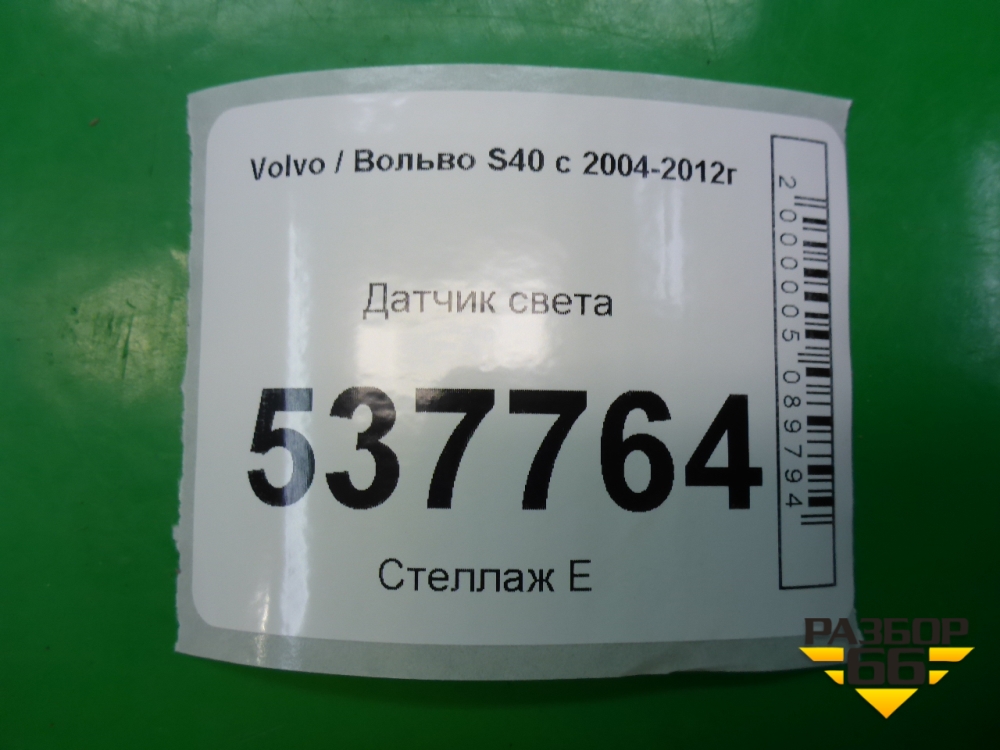 Volvo / Вольво S40 с 2004-2012г
Датчик света
537764
Стеллаж Е
2000005089794
РАЗБОР
66